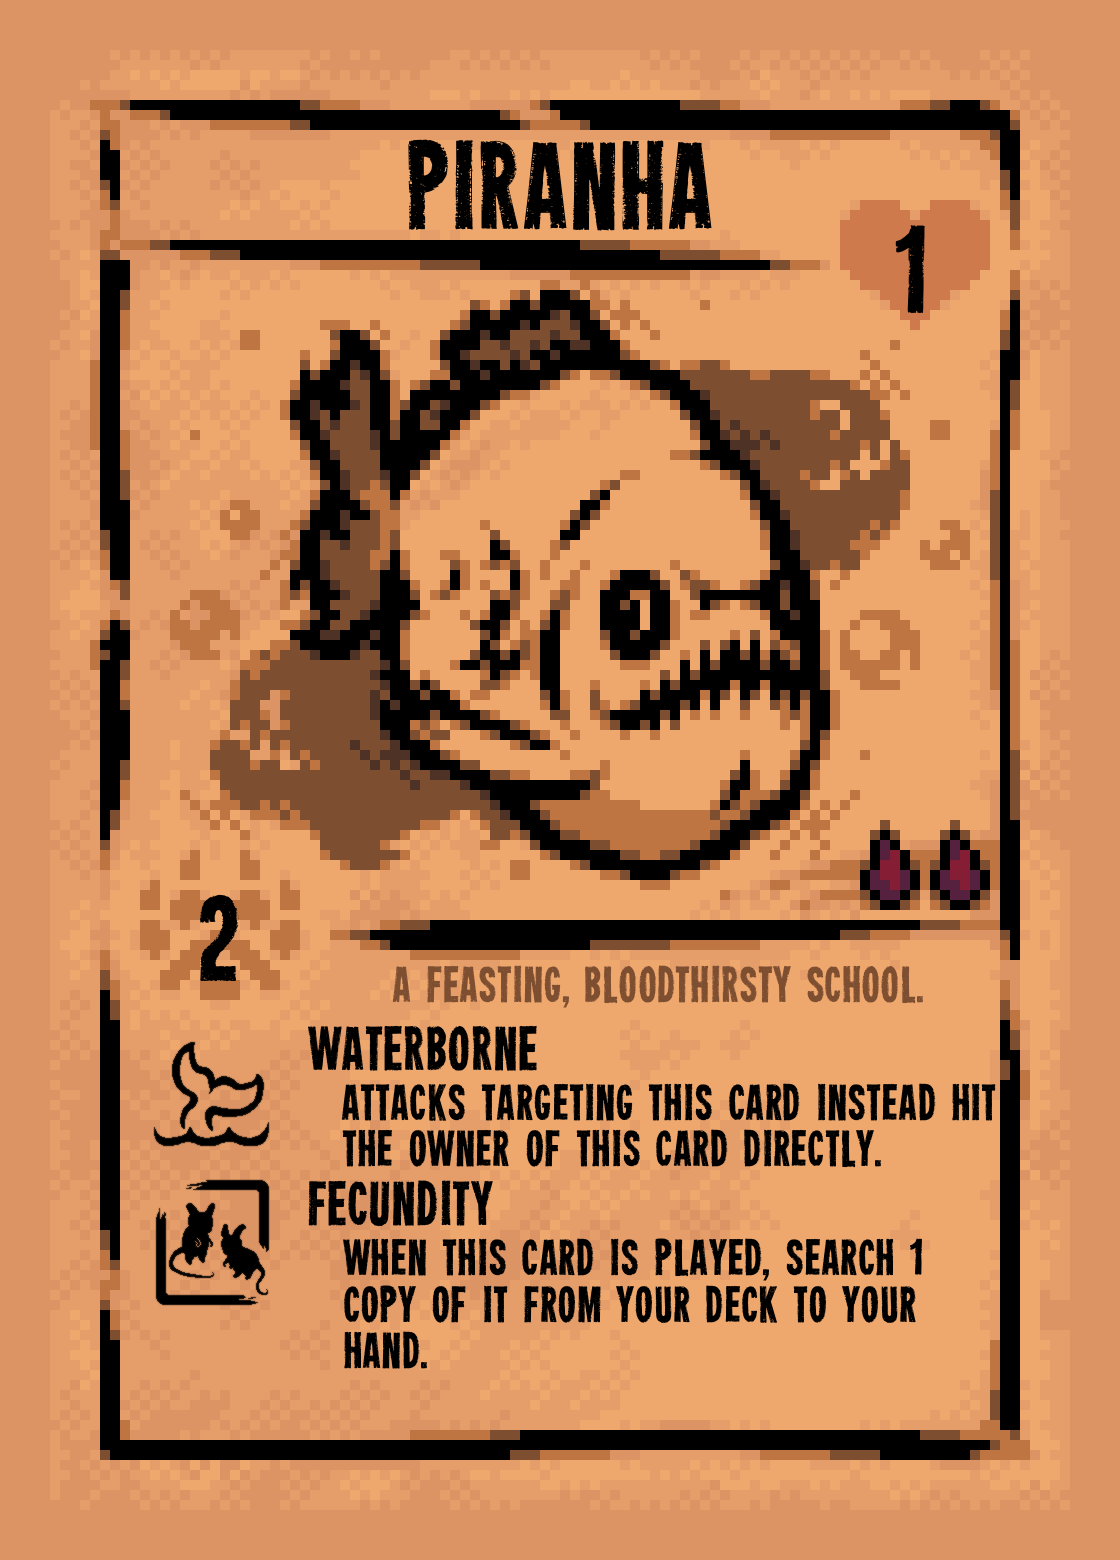 PIRANHA
1
2
A FEASTING, BLOODTHIRSTY SCHOOL.
WATERBORNE
ATTACKS TARGETING THIS CARD INSTEAD HIT
THE OWNER OF THIS CARD DIRECTLY.
FECUNDITY
WHEN THIS CARD IS PLAYED, SEARCH 1
COPY OF IT FROM YOUR DECK TO YOUR
HAND.